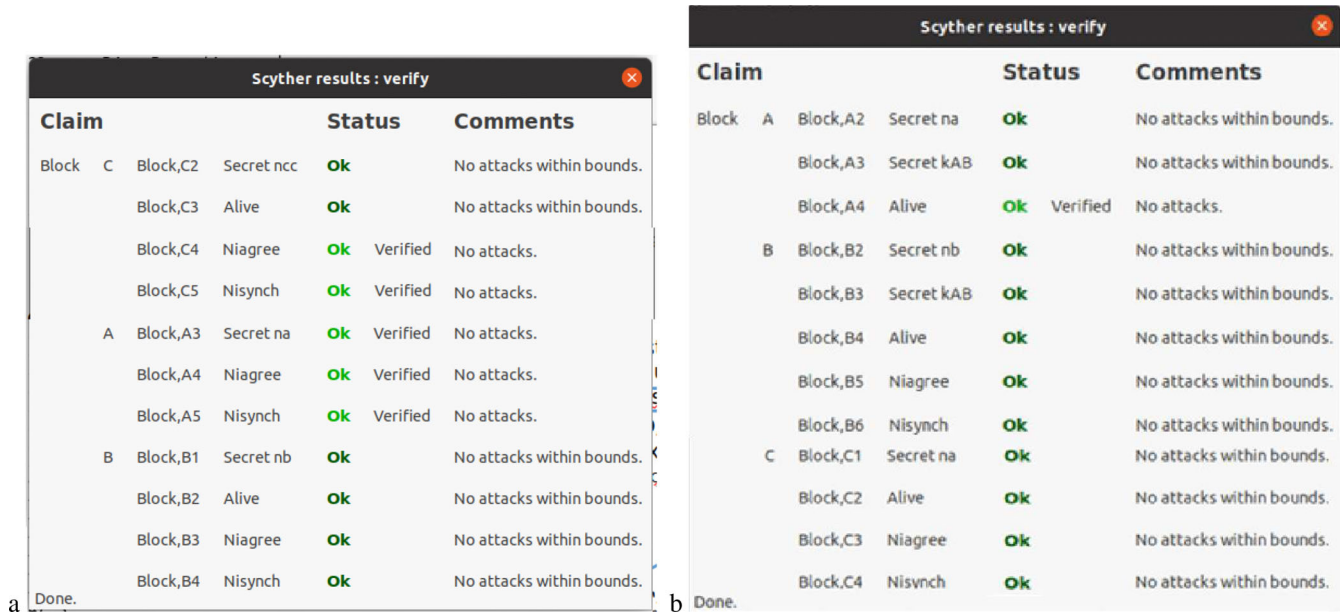 Scyther results : verify
Claim Status Comments
Block C Block,C2 Secret ncc Ok No attacks within bounds.
Block,C3 Alive Ok No attacks within bounds.
Block,C4 Niagree Ok Verified No attacks.
Block,C5 Nisynch Ok Verified No attacks.
A Block,A3 Secret na Ok Verified No attacks.
Block,A4 Niagree Ok Verified No attacks.
Block,A5 Nisynch Ok Verified No attacks.
B Block,B1 Secret nb Ok No attacks within bounds.
Block,B2 Alive Ok No attacks within bounds.
Block,B3 Niagree Ok No attacks within bounds.
Block,B4 Nisynch Ok No attacks within bounds.
Done.
a
Scyther results : verify
Claim Status Comments
Block A Block,A2 Secret na Ok No attacks within bounds.
Block,A3 Secret kAB Ok No attacks within bounds.
Block,A4 Alive Ok Verified No attacks.
B Block,B2 Secret nb Ok No attacks within bounds.
Block,B3 Secret kAB Ok No attacks within bounds.
Block,B4 Alive Ok No attacks within bounds.
Block,B5 Niagree Ok No attacks within bounds.
Block,B6 Nisynch Ok No attacks within bounds.
C Block,C1 Secret na Ok No attacks within bounds.
Block,C2 Alive Ok No attacks within bounds.
Block,C3 Niagree Ok No attacks within bounds.
Block,C4 Nisynch Ok No attacks within bounds.
Done.
b